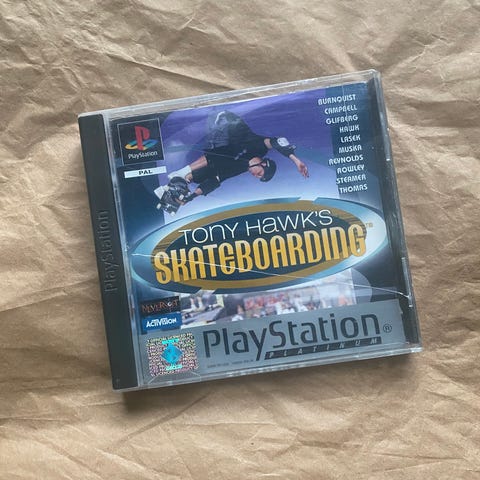 PlayStation
PlayStation
PAL
BURNQUIST
CAMPBELL
GLIFBERG
HAWK
LASEK
MUSKA
REYNOLDS
ROWLEY
STEAMER
THOMAS
TONY HAWK'S
SKATEBOARDING™
NEVERSOFT
ACTIVISION
PlayStation®
PLATINUM